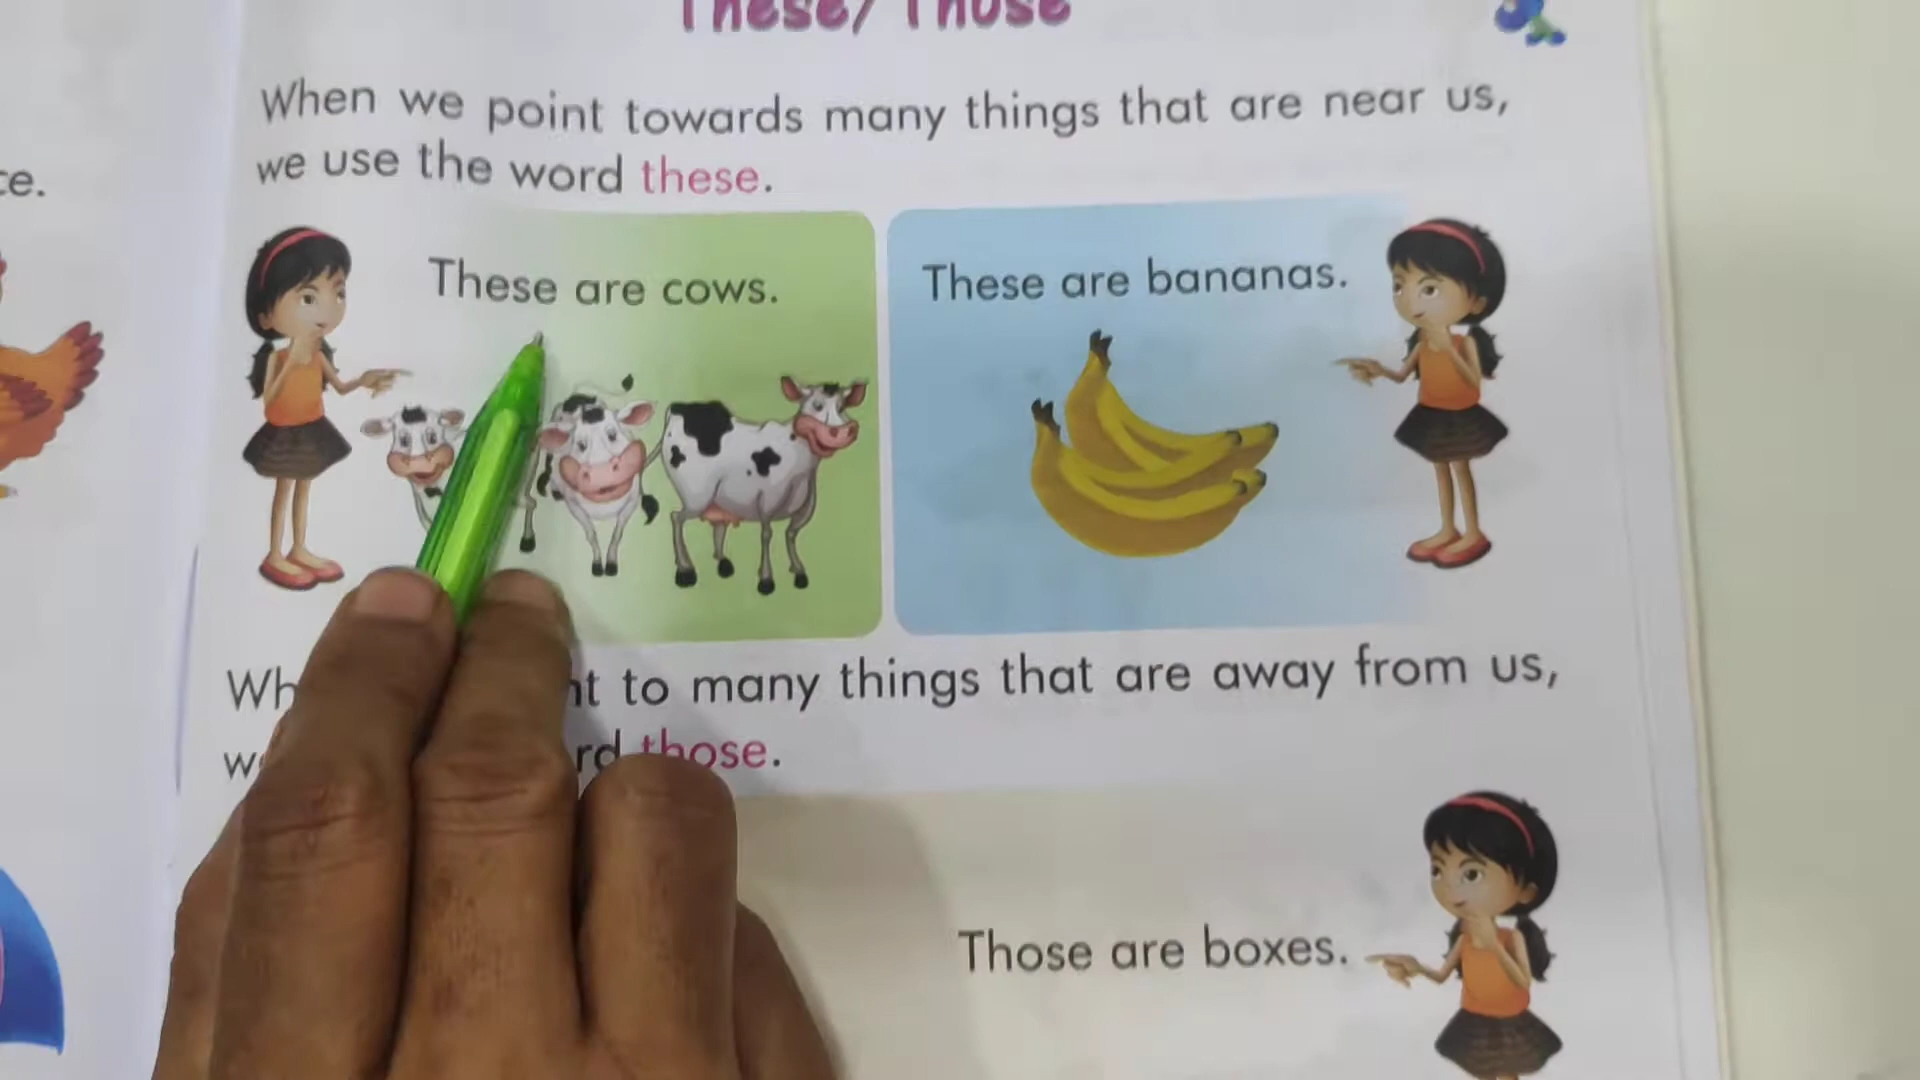 These/ Those
When we point towards many things that are near us,
ce.
we use the word these.
These are cows.
These are bananas.
to many things that are away from us,
those.
Those are boxes.